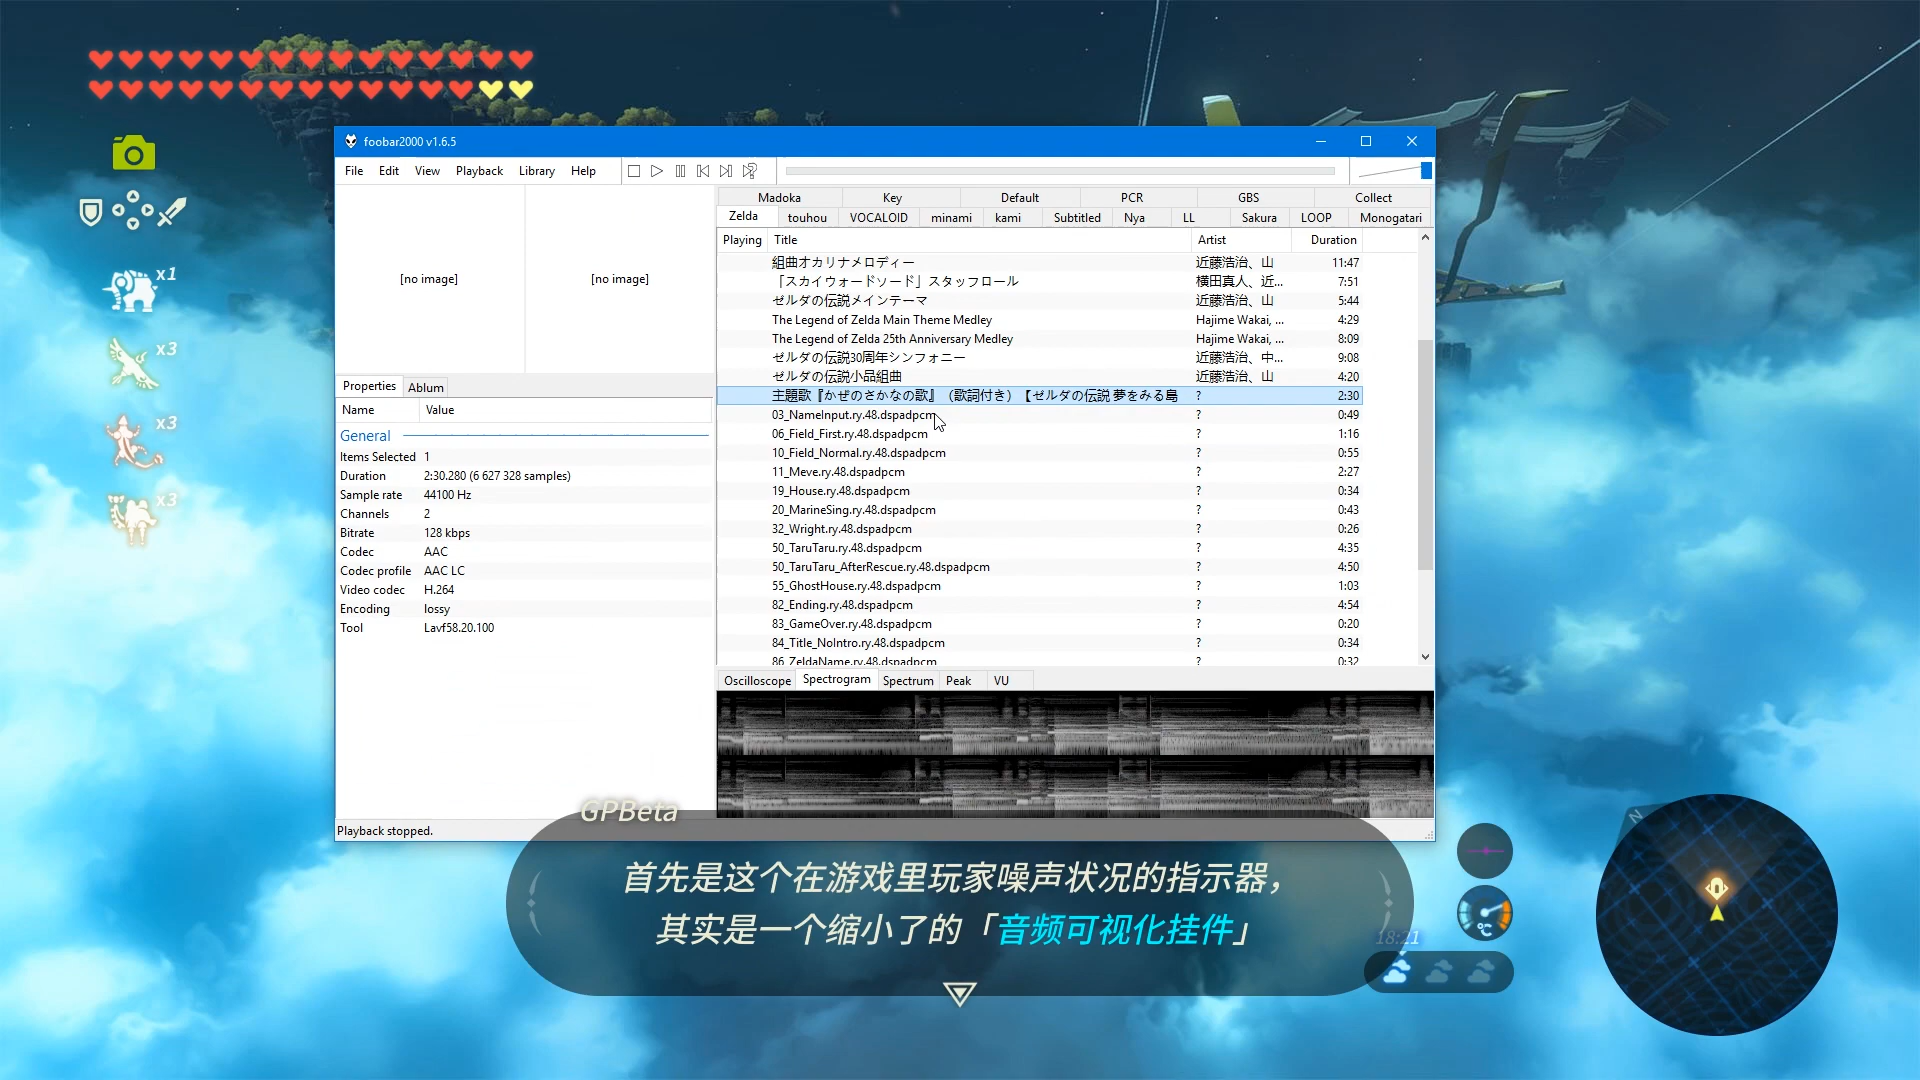 foobar2000 v1.6.5
File Edit View Playback Library Help
x1
x3
x3
x3
[no image] [no image]
Properties Ablum
Name Value
General
Items Selected 1
Duration 2:30.280 (6 627 328 samples)
Sample rate 44100 Hz
Channels 2
Bitrate 128 kbps
Codec AAC
Codec profile AAC LC
Video codec H.264
Encoding lossy
Tool Lavf58.20.100
Madoka Key Default PCR GBS Collect
Zelda touhou VOCALOID minami kami Subtitled Nya LL Sakura LOOP Monogatari
Playing Title Artist Duration
組曲オカリナメロディー 近藤浩治、山 11:47
「スカイウォードソード」スタッフロール 横田真人、近... 7:51
ゼルダの伝説メインテーマ 近藤浩治、山 5:44
The Legend of Zelda Main Theme Medley Hajime Wakai, ... 4:29
The Legend of Zelda 25th Anniversary Medley Hajime Wakai, ... 8:09
ゼルダの伝説30周年シンフォニー 近藤浩治、中... 9:08
ゼルダの伝説小品組曲 近藤浩治、山 4:20
主題歌『かぜのさかなの歌』（歌詞付き）【ゼルダの伝説 夢をみる島 ? 2:30
03_NameInput.ry.48.dspadpcm ? 0:49
06_Field_First.ry.48.dspadpcm ? 1:16
10_Field_Normal.ry.48.dspadpcm ? 0:55
11_Meve.ry.48.dspadpcm ? 2:27
19_House.ry.48.dspadpcm ? 0:34
20_MarineSing.ry.48.dspadpcm ? 0:43
32_Wright.ry.48.dspadpcm ? 0:26
50_TaruTaru.ry.48.dspadpcm ? 4:35
50_TaruTaru_AfterRescue.ry.48.dspadpcm ? 4:50
55_GhostHouse.ry.48.dspadpcm ? 1:03
82_Ending.ry.48.dspadpcm ? 4:54
83_GameOver.ry.48.dspadpcm ? 0:20
84_Title_NoIntro.ry.48.dspadpcm ? 0:34
86_ZeldaName.ry.48.dspadpcm ? 0:32
Oscilloscope Spectrogram Spectrum Peak VU
Playback stopped.
GPBeta
首先是这个在游戏里玩家噪声状况的指示器，
其实是一个缩小了的「音频可视化挂件」
18:21
°C
N